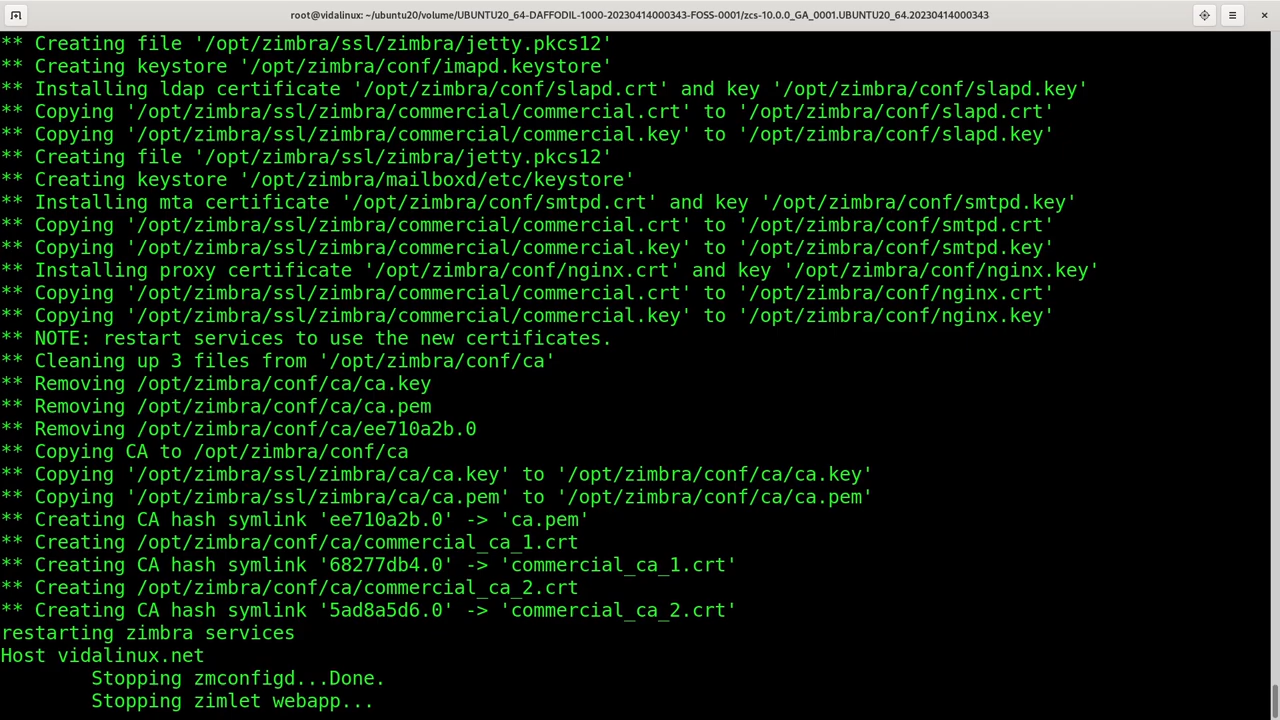 root@vidalinux: ~/ubuntu20/volume/UBUNTU20_64-DAFFODIL-1000-20230414000343-FOSS-0001/zcs-10.0.0_GA_0001.UBUNTU20_64.20230414000343
** Creating file '/opt/zimbra/ssl/zimbra/jetty.pkcs12'
** Creating keystore '/opt/zimbra/conf/imapd.keystore'
** Installing ldap certificate '/opt/zimbra/conf/slapd.crt' and key '/opt/zimbra/conf/slapd.key'
** Copying '/opt/zimbra/ssl/zimbra/commercial/commercial.crt' to '/opt/zimbra/conf/slapd.crt'
** Copying '/opt/zimbra/ssl/zimbra/commercial/commercial.key' to '/opt/zimbra/conf/slapd.key'
** Creating file '/opt/zimbra/ssl/zimbra/jetty.pkcs12'
** Creating keystore '/opt/zimbra/mailboxd/etc/keystore'
** Installing mta certificate '/opt/zimbra/conf/smtpd.crt' and key '/opt/zimbra/conf/smtpd.key'
** Copying '/opt/zimbra/ssl/zimbra/commercial/commercial.crt' to '/opt/zimbra/conf/smtpd.crt'
** Copying '/opt/zimbra/ssl/zimbra/commercial/commercial.key' to '/opt/zimbra/conf/smtpd.key'
** Installing proxy certificate '/opt/zimbra/conf/nginx.crt' and key '/opt/zimbra/conf/nginx.key'
** Copying '/opt/zimbra/ssl/zimbra/commercial/commercial.crt' to '/opt/zimbra/conf/nginx.crt'
** Copying '/opt/zimbra/ssl/zimbra/commercial/commercial.key' to '/opt/zimbra/conf/nginx.key'
** NOTE: restart services to use the new certificates.
** Cleaning up 3 files from '/opt/zimbra/conf/ca'
** Removing /opt/zimbra/conf/ca/ca.key
** Removing /opt/zimbra/conf/ca/ca.pem
** Removing /opt/zimbra/conf/ca/ee710a2b.0
** Copying CA to /opt/zimbra/conf/ca
** Copying '/opt/zimbra/ssl/zimbra/ca/ca.key' to '/opt/zimbra/conf/ca/ca.key'
** Copying '/opt/zimbra/ssl/zimbra/ca/ca.pem' to '/opt/zimbra/conf/ca/ca.pem'
** Creating CA hash symlink 'ee710a2b.0' -> 'ca.pem'
** Creating /opt/zimbra/conf/ca/commercial_ca_1.crt
** Creating CA hash symlink '68277db4.0' -> 'commercial_ca_1.crt'
** Creating /opt/zimbra/conf/ca/commercial_ca_2.crt
** Creating CA hash symlink '5ad8a5d6.0' -> 'commercial_ca_2.crt'
restarting zimbra services
Host vidalinux.net
        Stopping zmconfigd...Done.
        Stopping zimlet webapp...